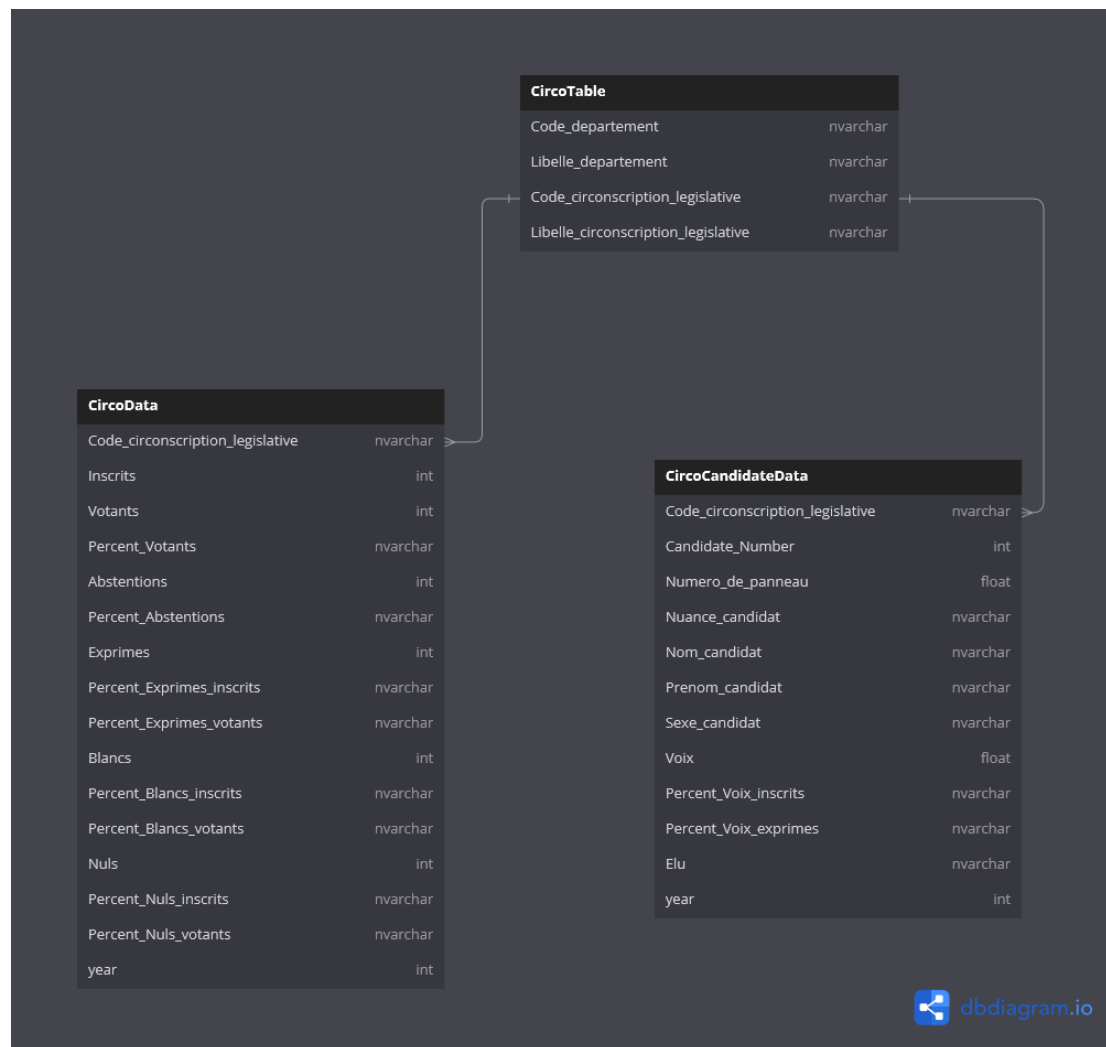 CircoTable
Code_departement nvarchar
Libelle_departement nvarchar
Code_circonscription_legislative nvarchar
Libelle_circonscription_legislative nvarchar
CircoData
Code_circonscription_legislative nvarchar
Inscrits int
Votants int
Percent_Votants nvarchar
Abstentions int
Percent_Abstentions nvarchar
Exprimes int
Percent_Exprimes_inscrits nvarchar
Percent_Exprimes_votants nvarchar
Blancs int
Percent_Blancs_inscrits nvarchar
Percent_Blancs_votants nvarchar
Nuls int
Percent_Nuls_inscrits nvarchar
Percent_Nuls_votants nvarchar
year int
CircoCandidateData
Code_circonscription_legislative nvarchar
Candidate_Number int
Numero_de_panneau float
Nuance_candidat nvarchar
Nom_candidat nvarchar
Prenom_candidat nvarchar
Sexe_candidat nvarchar
Voix float
Percent_Voix_inscrits nvarchar
Percent_Voix_exprimes nvarchar
Elu nvarchar
year int
dbdiagram.io